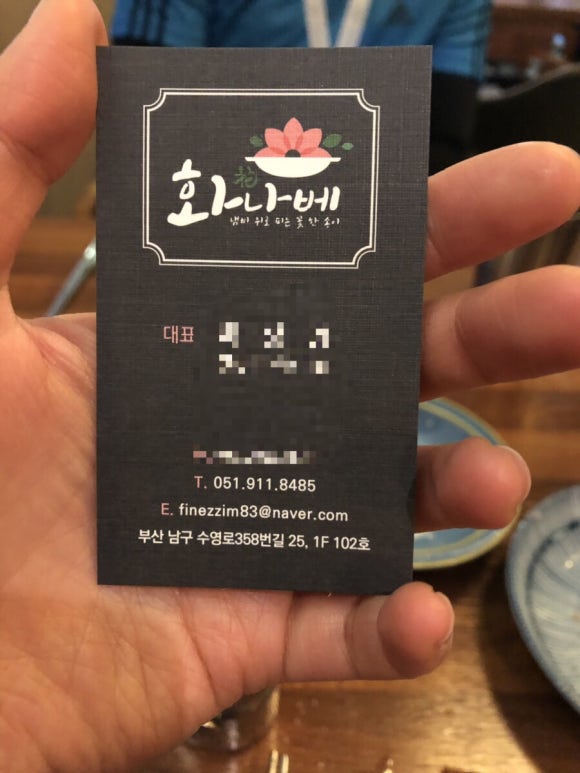 화나베
냄비 위로 피는 꽃 한 송이
대표
T. 051.911.8485
E. finezzim83@naver.com
부산 남구 수영로358번길 25, 1F 102호